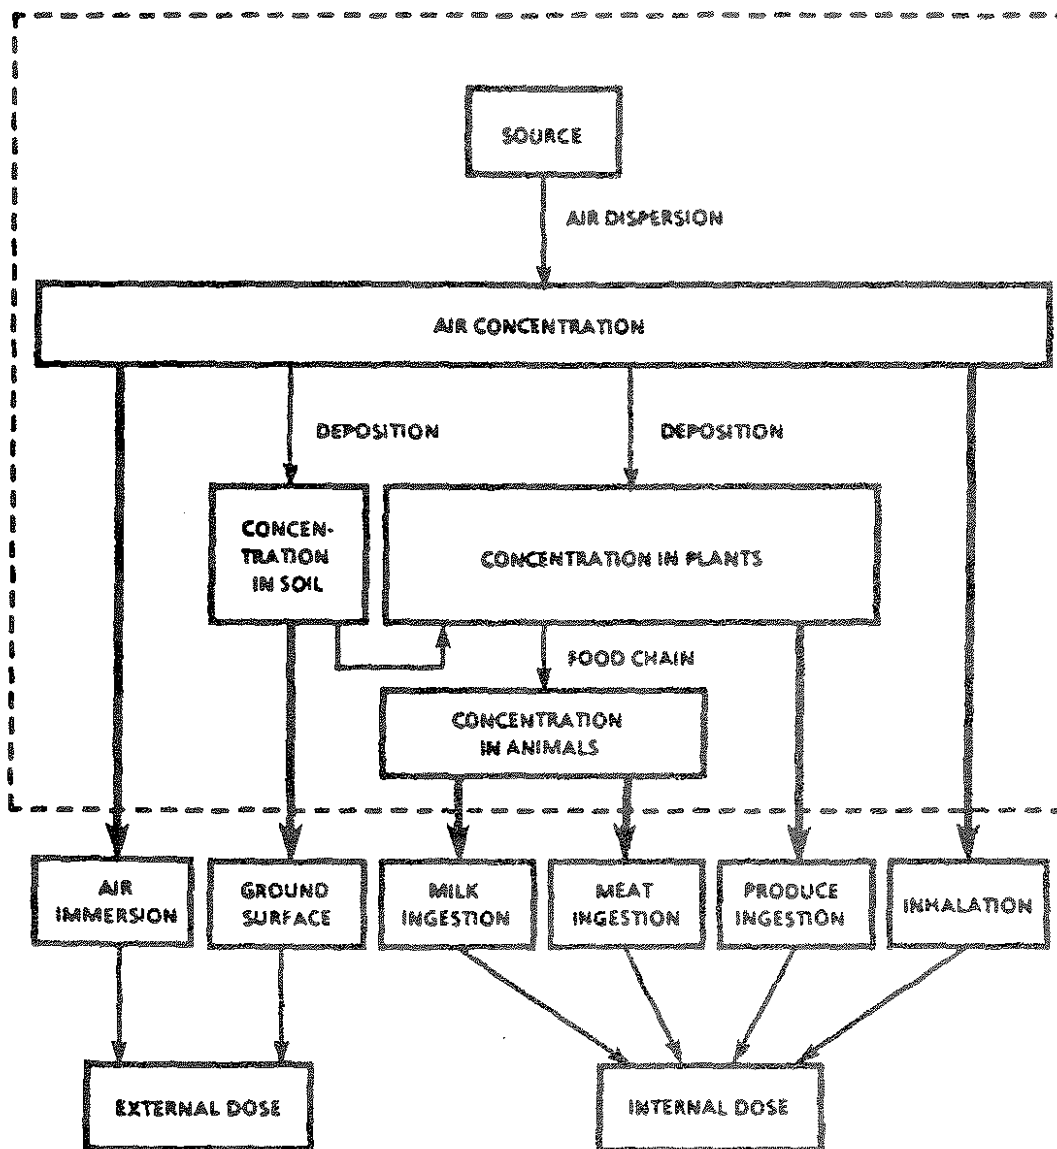 SOURCE
AIR DISPERSION
AIR CONCENTRATION
DEPOSITION
DEPOSITION
CONCEN-
TRATION
IN SOIL
CONCENTRATION IN PLANTS
FOOD CHAIN
CONCENTRATION
IN ANIMALS
AIR
IMMERSION
GROUND
SURFACE
MILK
INGESTION
MEAT
INGESTION
PRODUCE
INGESTION
INHALATION
EXTERNAL DOSE
INTERNAL DOSE